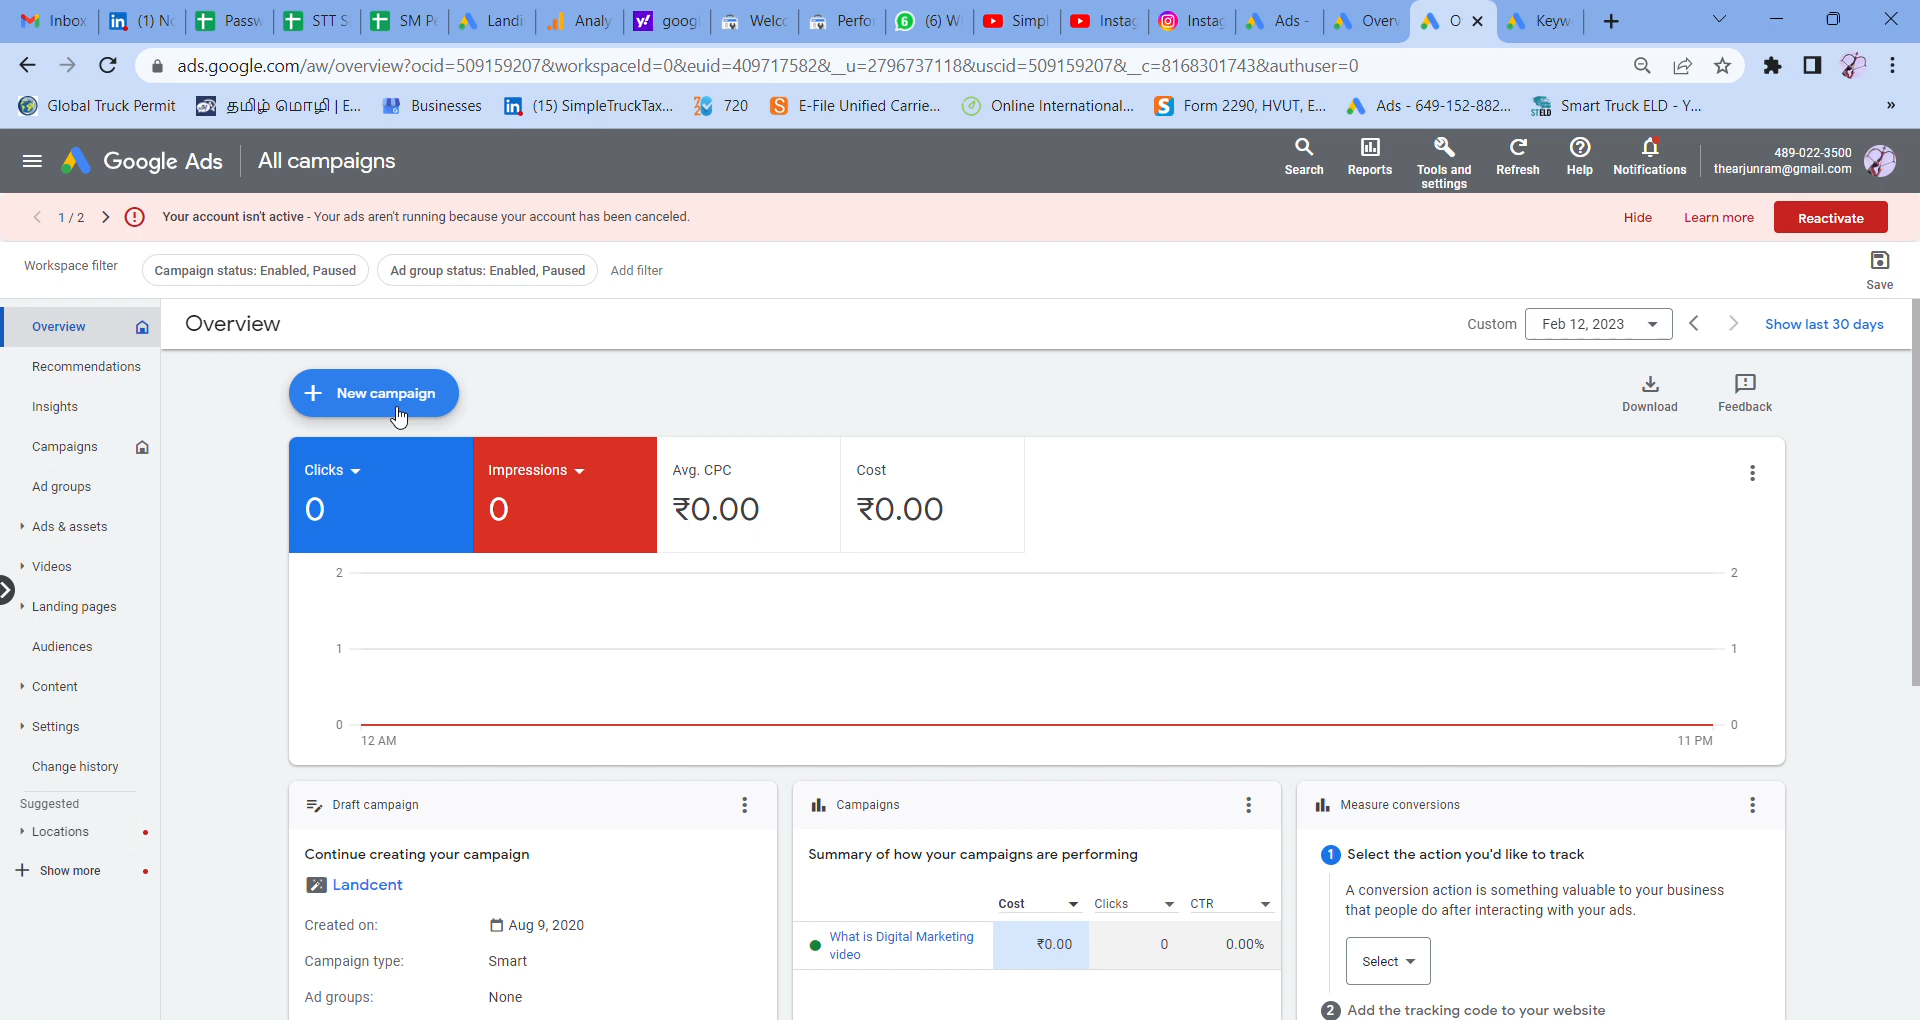 Inbox
(1) N
Passw
STT S
SM Pe
Landi
Analy
goog
Welc
Perfo
(6) W
Simpl
Insta
Insta
Ads -
Over
O
Keyw
ads.google.com/aw/overview?ocid=509159207&workspaceId=0&euid=409717582&__u=2796737118&uscid=509159207&__c=8168301743&authuser=0
Global Truck Permit
தமிழ் மொழி | E...
Businesses
(15) SimpleTruckTax...
720
E-File Unified Carrie...
Online International...
Form 2290, HVUT, E...
Ads - 649-152-882...
Smart Truck ELD - Y...
»
Google Ads
All campaigns
Search
Reports
Tools and
settings
Refresh
Help
Notifications
489-022-3500
thearjunram@gmail.com
1 / 2
Your account isn't active - Your ads aren't running because your account has been canceled.
Hide
Learn more
Reactivate
Workspace filter
Campaign status: Enabled, Paused
Ad group status: Enabled, Paused
Add filter
Save
Overview
Recommendations
Insights
Campaigns
Ad groups
Ads & assets
Videos
Landing pages
Audiences
Content
Settings
Change history
Suggested
Locations
Show more
Overview
Custom
Feb 12, 2023
Show last 30 days
New campaign
Download
Feedback
Clicks
0
Impressions
0
Avg. CPC
₹0.00
Cost
₹0.00
2
2
1
1
0
0
12 AM
11 PM
Draft campaign
Continue creating your campaign
Landcent
Created on:
Aug 9, 2020
Campaign type:
Smart
Ad groups:
None
Campaigns
Summary of how your campaigns are performing
Cost
Clicks
CTR
What is Digital Marketing
video
₹0.00
0
0.00%
Measure conversions
1 Select the action you'd like to track
A conversion action is something valuable to your business
that people do after interacting with your ads.
Select
2 Add the tracking code to your website